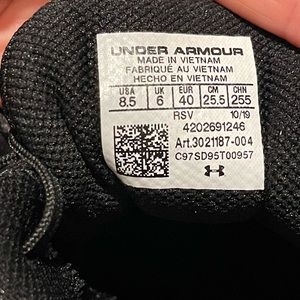 UNDER ARMOUR
MADE IN VIETNAM
FABRIQUÉ AU VIETNAM
HECHO EN VIETNAM
USA UK EUR CM CHN
8.5 6 40 25.5 255
RSV 10/19
4202691246
Art.3021187-004
C97SD95T00957